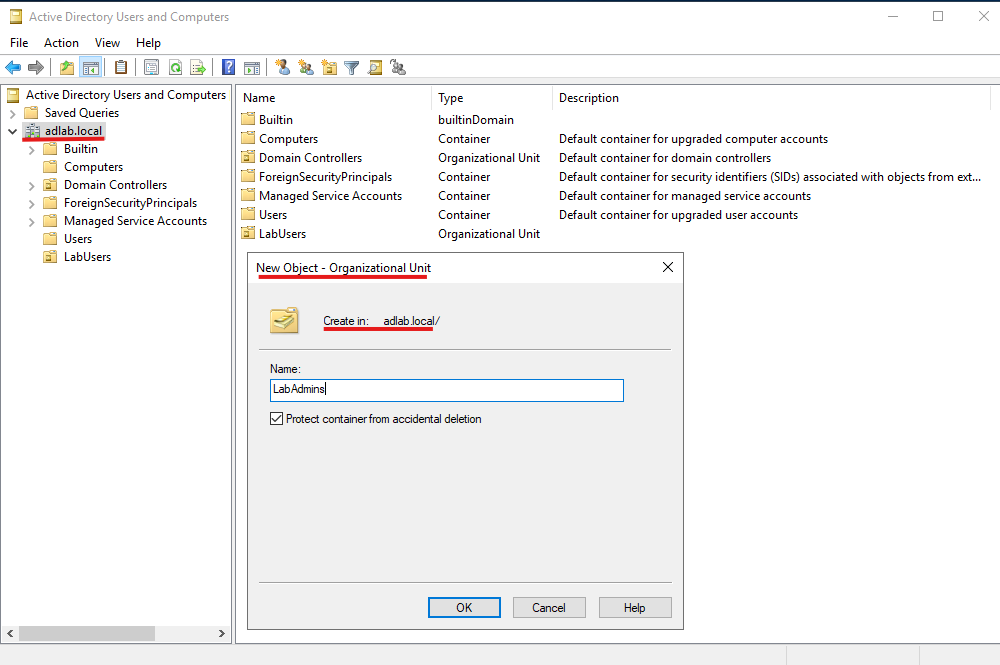 Active Directory Users and Computers
File Action View Help
Active Directory Users and Computers
Saved Queries
adlab.local
Builtin
Computers
Domain Controllers
ForeignSecurityPrincipals
Managed Service Accounts
Users
LabUsers
Name Type Description
Builtin builtinDomain
Computers Container Default container for upgraded computer accounts
Domain Controllers Organizational Unit Default container for domain controllers
ForeignSecurityPrincipals Container Default container for security identifiers (SIDs) associated with objects from ext...
Managed Service Accounts Container Default container for managed service accounts
Users Container Default container for upgraded user accounts
LabUsers Organizational Unit
New Object - Organizational Unit
Create in: adlab.local/
Name:
LabAdmins
Protect container from accidental deletion
OK Cancel Help